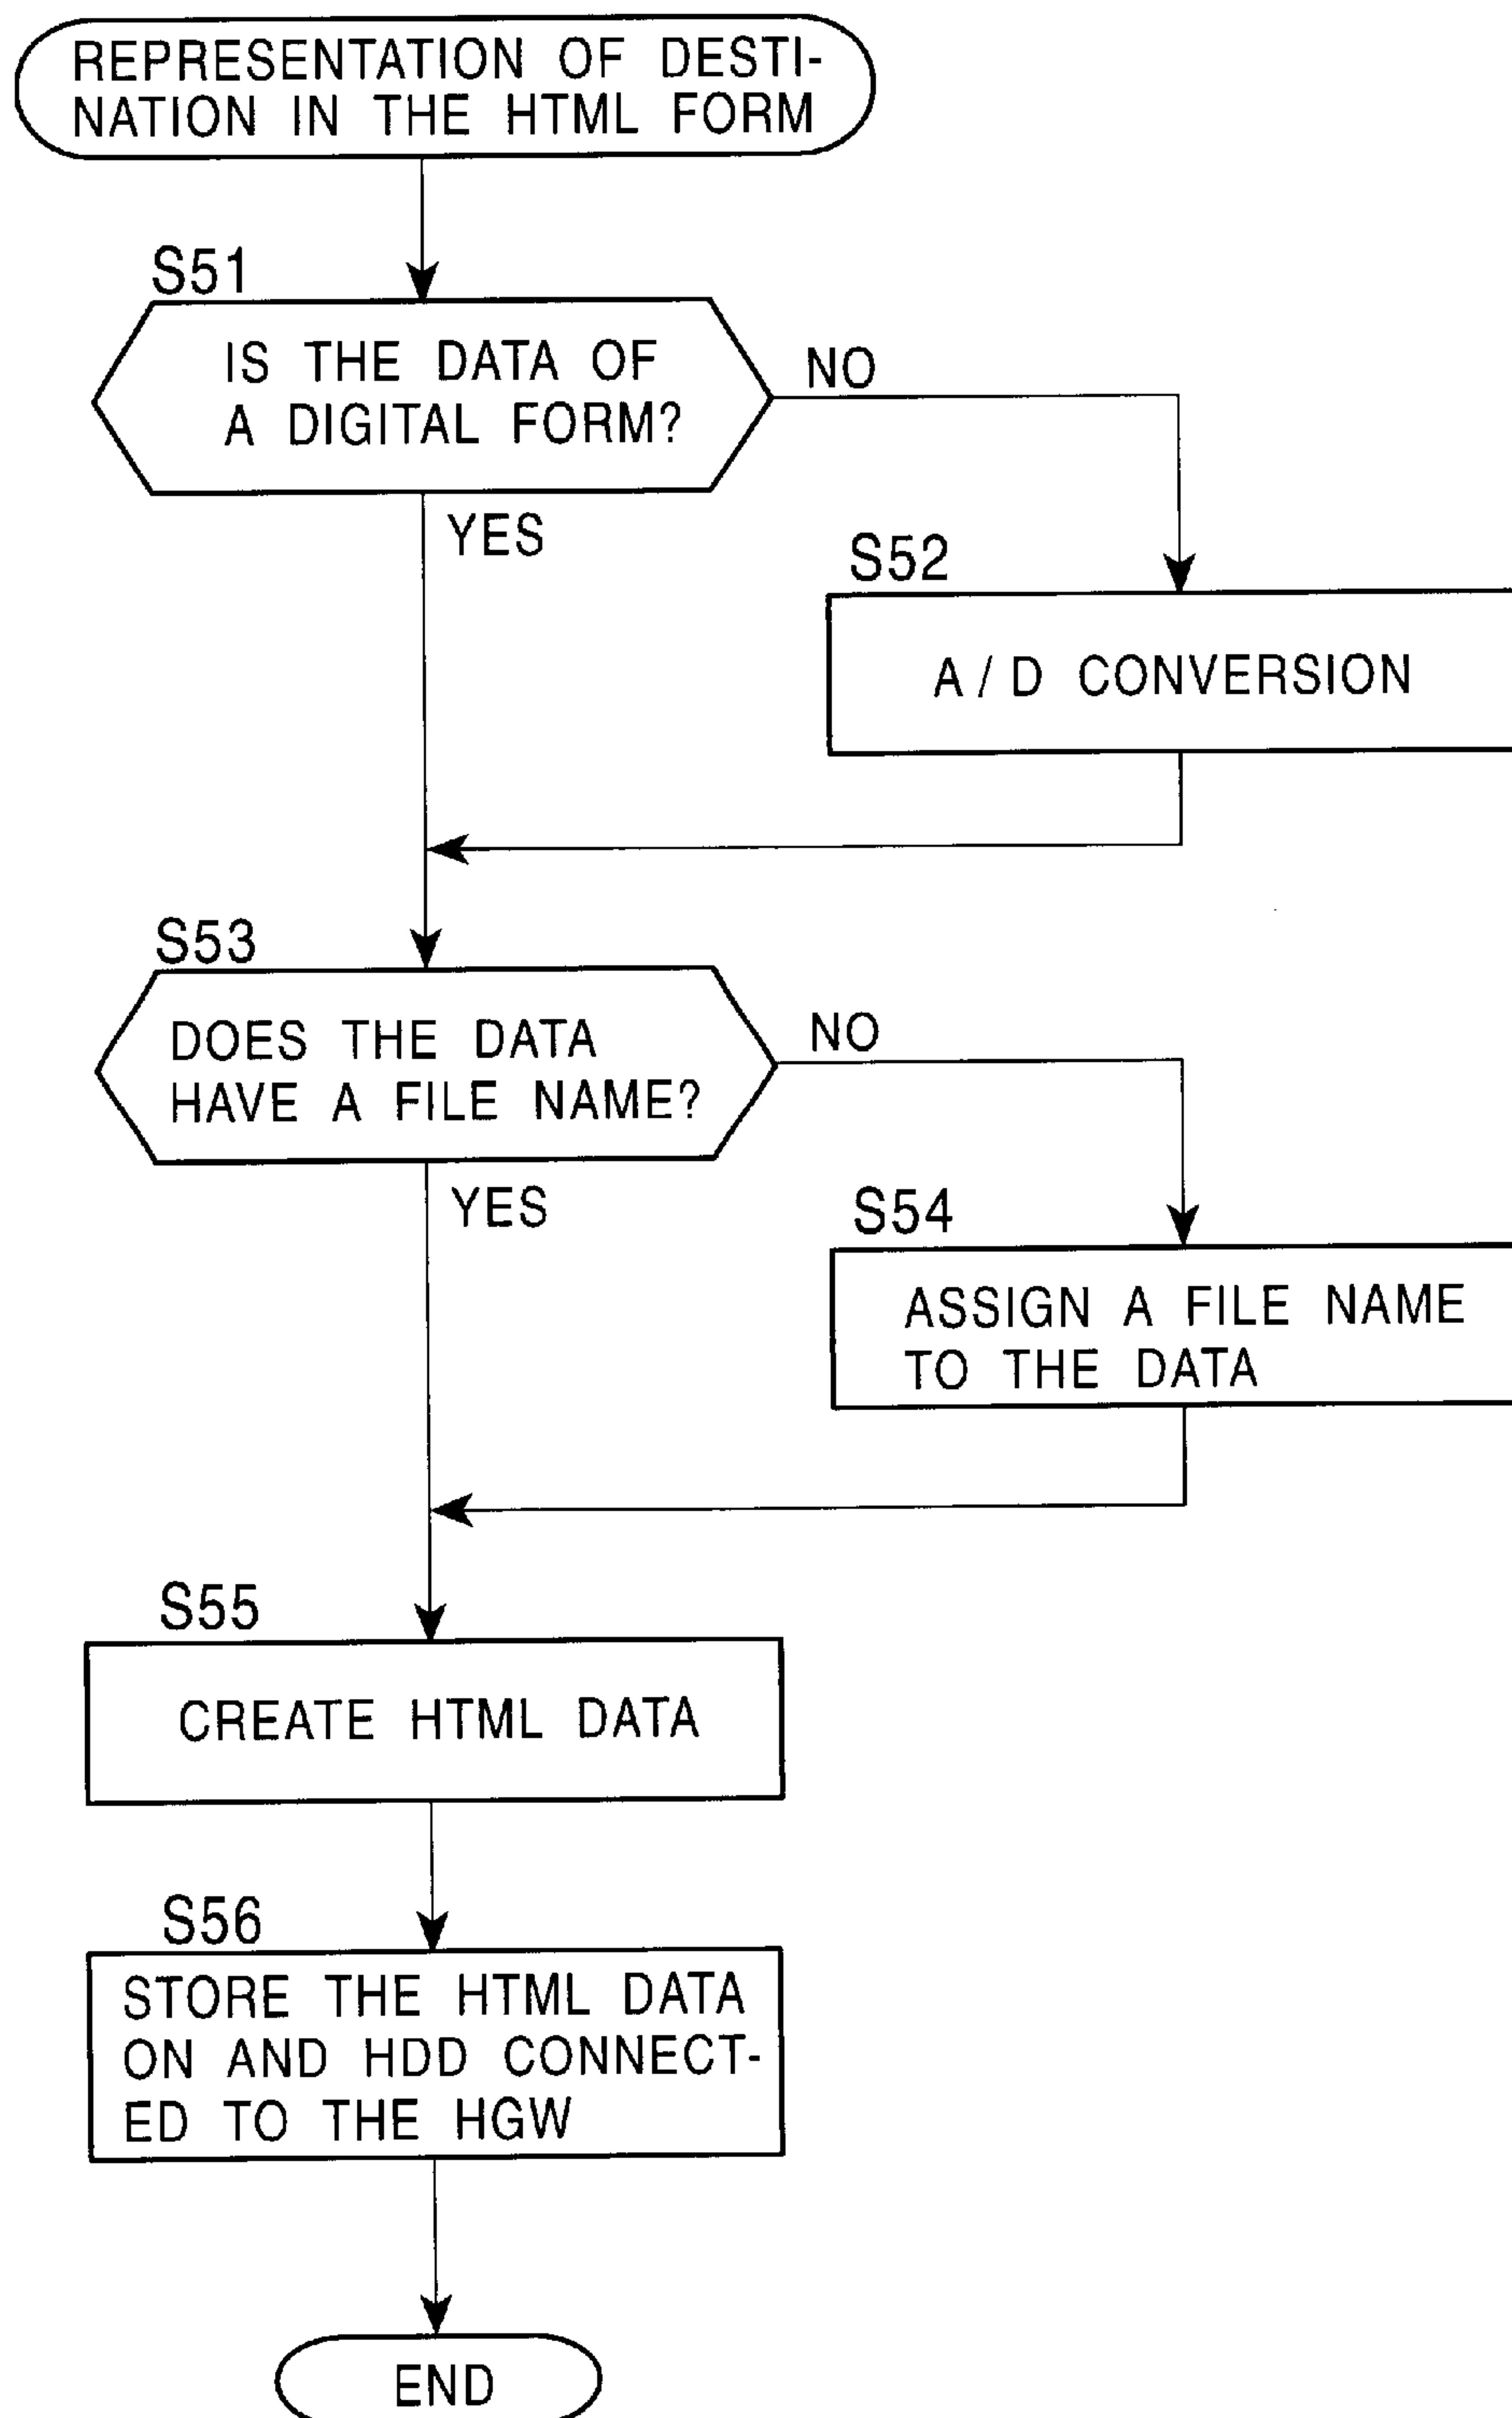 REPRESENTATION OF DESTI-
NATION IN THE HTML FORM
S51
IS THE DATA OF
A DIGITAL FORM?
NO
YES
S52
A/D CONVERSION
S53
DOES THE DATA
HAVE A FILE NAME?
NO
YES
S54
ASSIGN A FILE NAME
TO THE DATA
S55
CREATE HTML DATA
S56
STORE THE HTML DATA
ON AND HDD CONNECT-
ED TO THE HGW
END